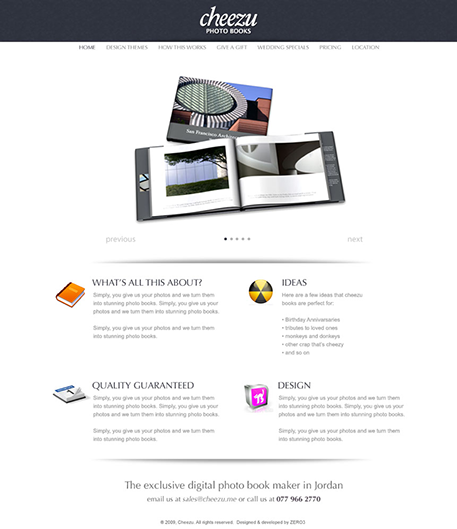 cheezu
PHOTO BOOKS
HOME DESIGN THEMES HOW THIS WORKS GIVE A GIFT WEDDING SPECIALS PRICING LOCATION
San Francisco
previous next
WHAT'S ALL THIS ABOUT?
Simply, you give us your photos and we turn them
into stunning photo books. Simply, you give us your
photos and we turn them into stunning photo books.
Simply, you give us your photos and we turn them
into stunning photo books.
IDEAS
Here are a few ideas that cheezu
books are perfect for:
• Birthday Anniversaries
• tributes to loved ones
• monkeys and donkeys
• other crap that's cheezy
• and so on
QUALITY GUARANTEED
Simply, you give us your photos and we turn them
into stunning photo books. Simply, you give us your
photos and we turn them into stunning photo books.
Simply, you give us your photos and we turn them
into stunning photo books.
DESIGN
Simply, you give us your photos and we turn them
into stunning photo books. Simply, you give us your
photos and we turn them into stunning photo books.
Simply, you give us your photos and we turn them
into stunning photo books.
The exclusive digital photo book maker in Jordan
email us at sales@cheezu.me or call us at 077 966 2770
© 2009, Cheezu. All rights reserved. Designed & developed by ZERO3